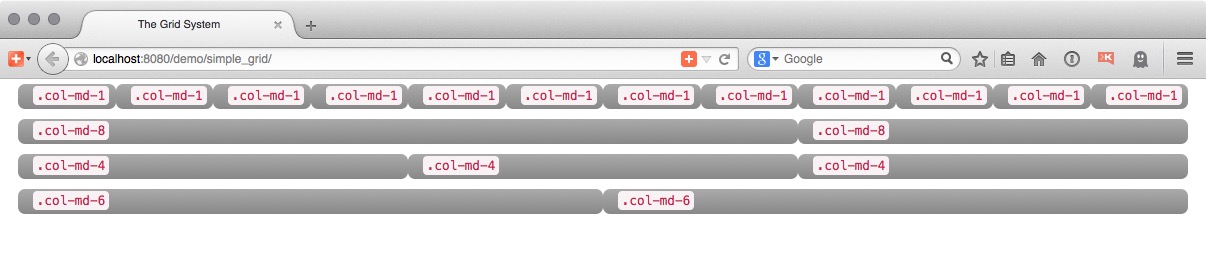 The Grid System
localhost:8080/demo/simple_grid/ Google
.col-md-1 .col-md-1 .col-md-1 .col-md-1 .col-md-1 .col-md-1 .col-md-1 .col-md-1 .col-md-1 .col-md-1 .col-md-1 .col-md-1
.col-md-8 .col-md-8
.col-md-4 .col-md-4 .col-md-4
.col-md-6 .col-md-6